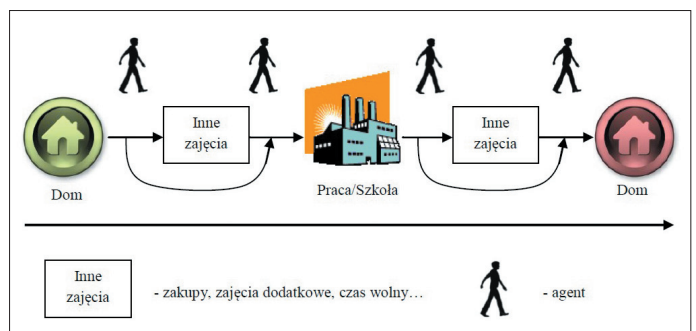 Inne
zajęcia
Inne
zajęcia
Dom
Praca/Szkoła
Dom
Inne
zajęcia
- zakupy, zajęcia dodatkowe, czas wolny…
- agent